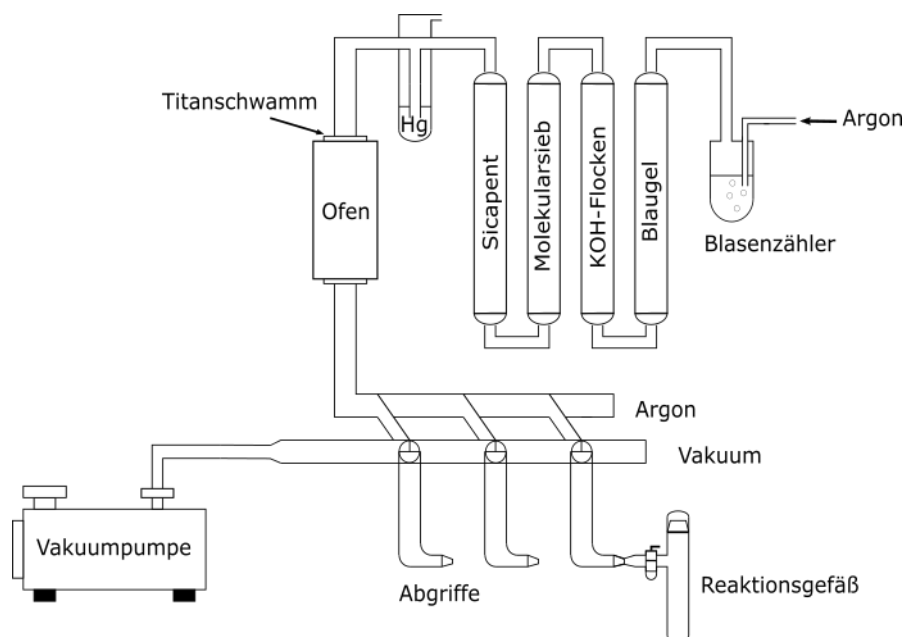 Titanschwamm
Hg
Argon
Ofen
Sicapent
Molekularsieb
KOH-Flocken
Blaugel
Blasenzähler
Argon
Vakuum
Vakuumpumpe
Abgriffe
Reaktionsgefäß